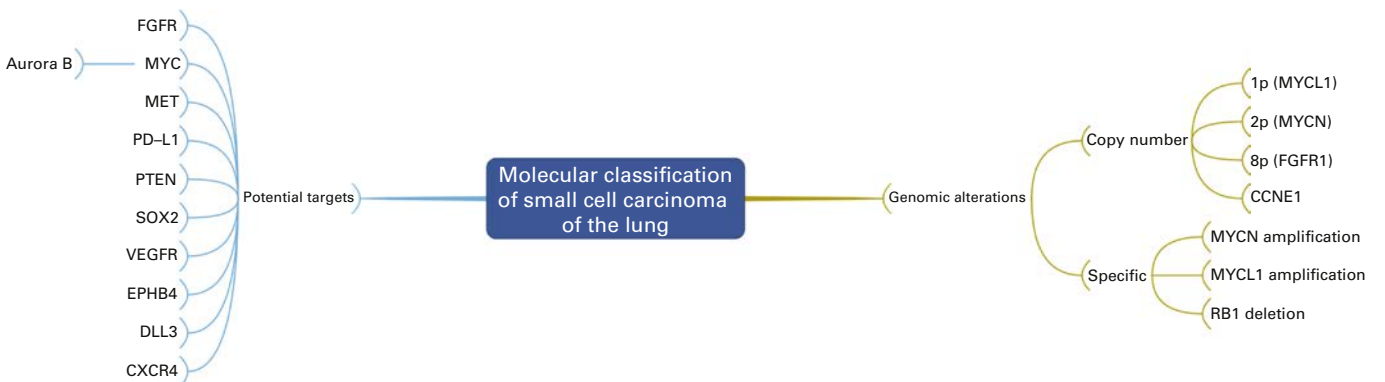 FGFR
Aurora B
MYC
MET
PD–L1
PTEN
SOX2
VEGFR
EPHB4
DLL3
CXCR4
Potential targets
Molecular classification
of small cell carcinoma
of the lung
Genomic alterations
Copy number
1p (MYCL1)
2p (MYCN)
8p (FGFR1)
CCNE1
Specific
MYCN amplification
MYCL1 amplification
RB1 deletion